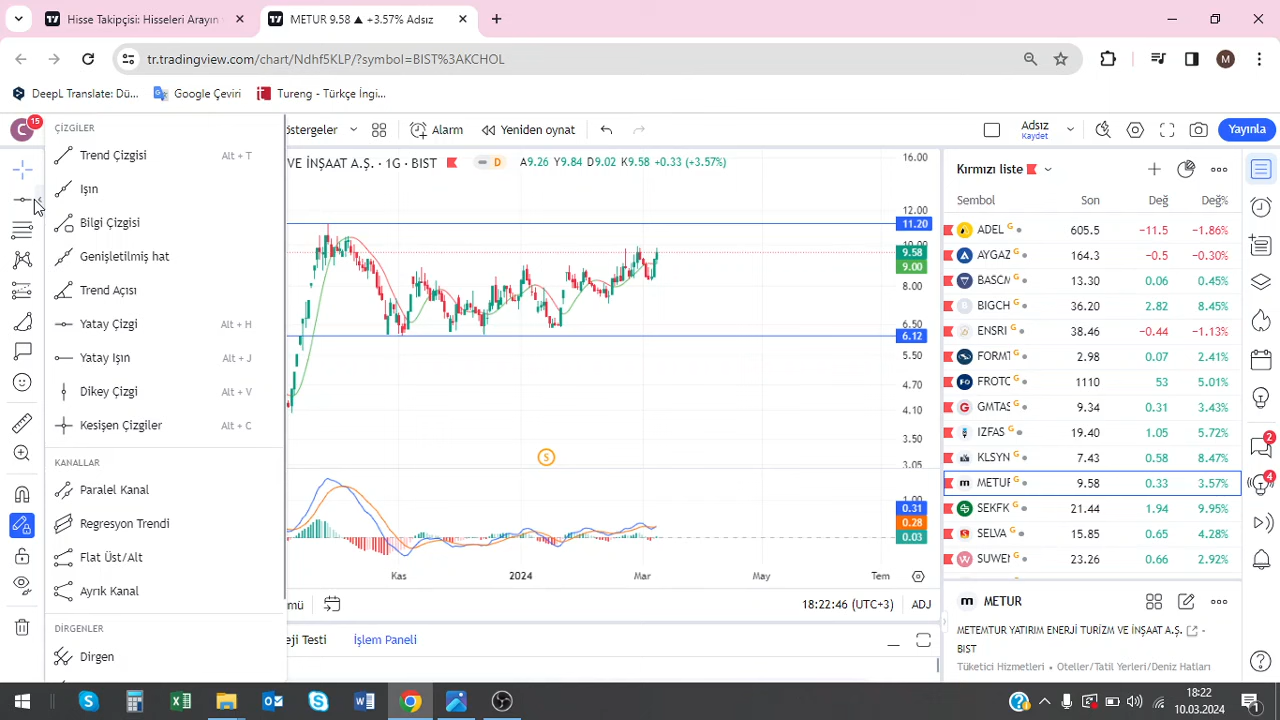 Hisse Takipçisi: Hisseleri Arayın
METUR 9.58 ▲ +3.57% Adsız
tr.tradingview.com/chart/Ndhf5KLP/?symbol=BIST%3AKCHOL
M
DeepL Translate: Dü...
Google Çeviri
Tureng - Türkçe İngi...
C
15
östergeler
Alarm
Yeniden oynat
Adsız
Kaydet
Yayınla
ÇİZGİLER
Trend Çizgisi Alt + T
Işın
Bilgi Çizgisi
Genişletilmiş hat
Trend Açısı
Yatay Çizgi Alt + H
Yatay Işın Alt + J
Dikey Çizgi Alt + V
Kesişen Çizgiler Alt + C
KANALLAR
Paralel Kanal
Regresyon Trendi
Flat Üst/Alt
Ayrık Kanal
DİRGENLER
Dirgen
VE İNŞAAT A.Ş. · 1G · BIST
D
A9.26 Y9.84 D9.02 K9.58 +0.33 (+3.57%)
16.00
12.00
11.20
10.00
9.58
9.00
8.00
6.50
6.12
5.50
4.70
4.10
3.50
3.05
1.00
0.31
0.28
0.03
Kas 2024 Mar May Tem
18:22:46 (UTC+3) ADJ
mü
eji Testi
İşlem Paneli
Kırmızı liste
Sembol Son Değ Değ%
ADEL G 605.5 −11.5 −1.86%
AYGAZ G 164.3 −0.5 −0.30%
BASCM G 13.30 0.06 0.45%
BIGCH G 36.20 2.82 8.45%
ENSRI G 38.46 −0.44 −1.13%
FORMT G 2.98 0.07 2.41%
FROTO G 1110 53 5.01%
GMTAS G 9.34 0.31 3.43%
IZFAS G 19.40 1.05 5.72%
KLSYN G 7.43 0.58 8.47%
METUR G 9.58 0.33 3.57%
SEKFK G 21.44 1.94 9.95%
SELVA G 15.85 0.65 4.28%
SUWEN G 23.26 0.66 2.92%
METUR
METEMTUR YATIRIM ENERJİ TURİZM VE İNŞAAT A.Ş. -
BIST
Tüketici Hizmetleri • Oteller/Tatil Yerleri/Deniz Hatları
2
4
18:22
10.03.2024
1